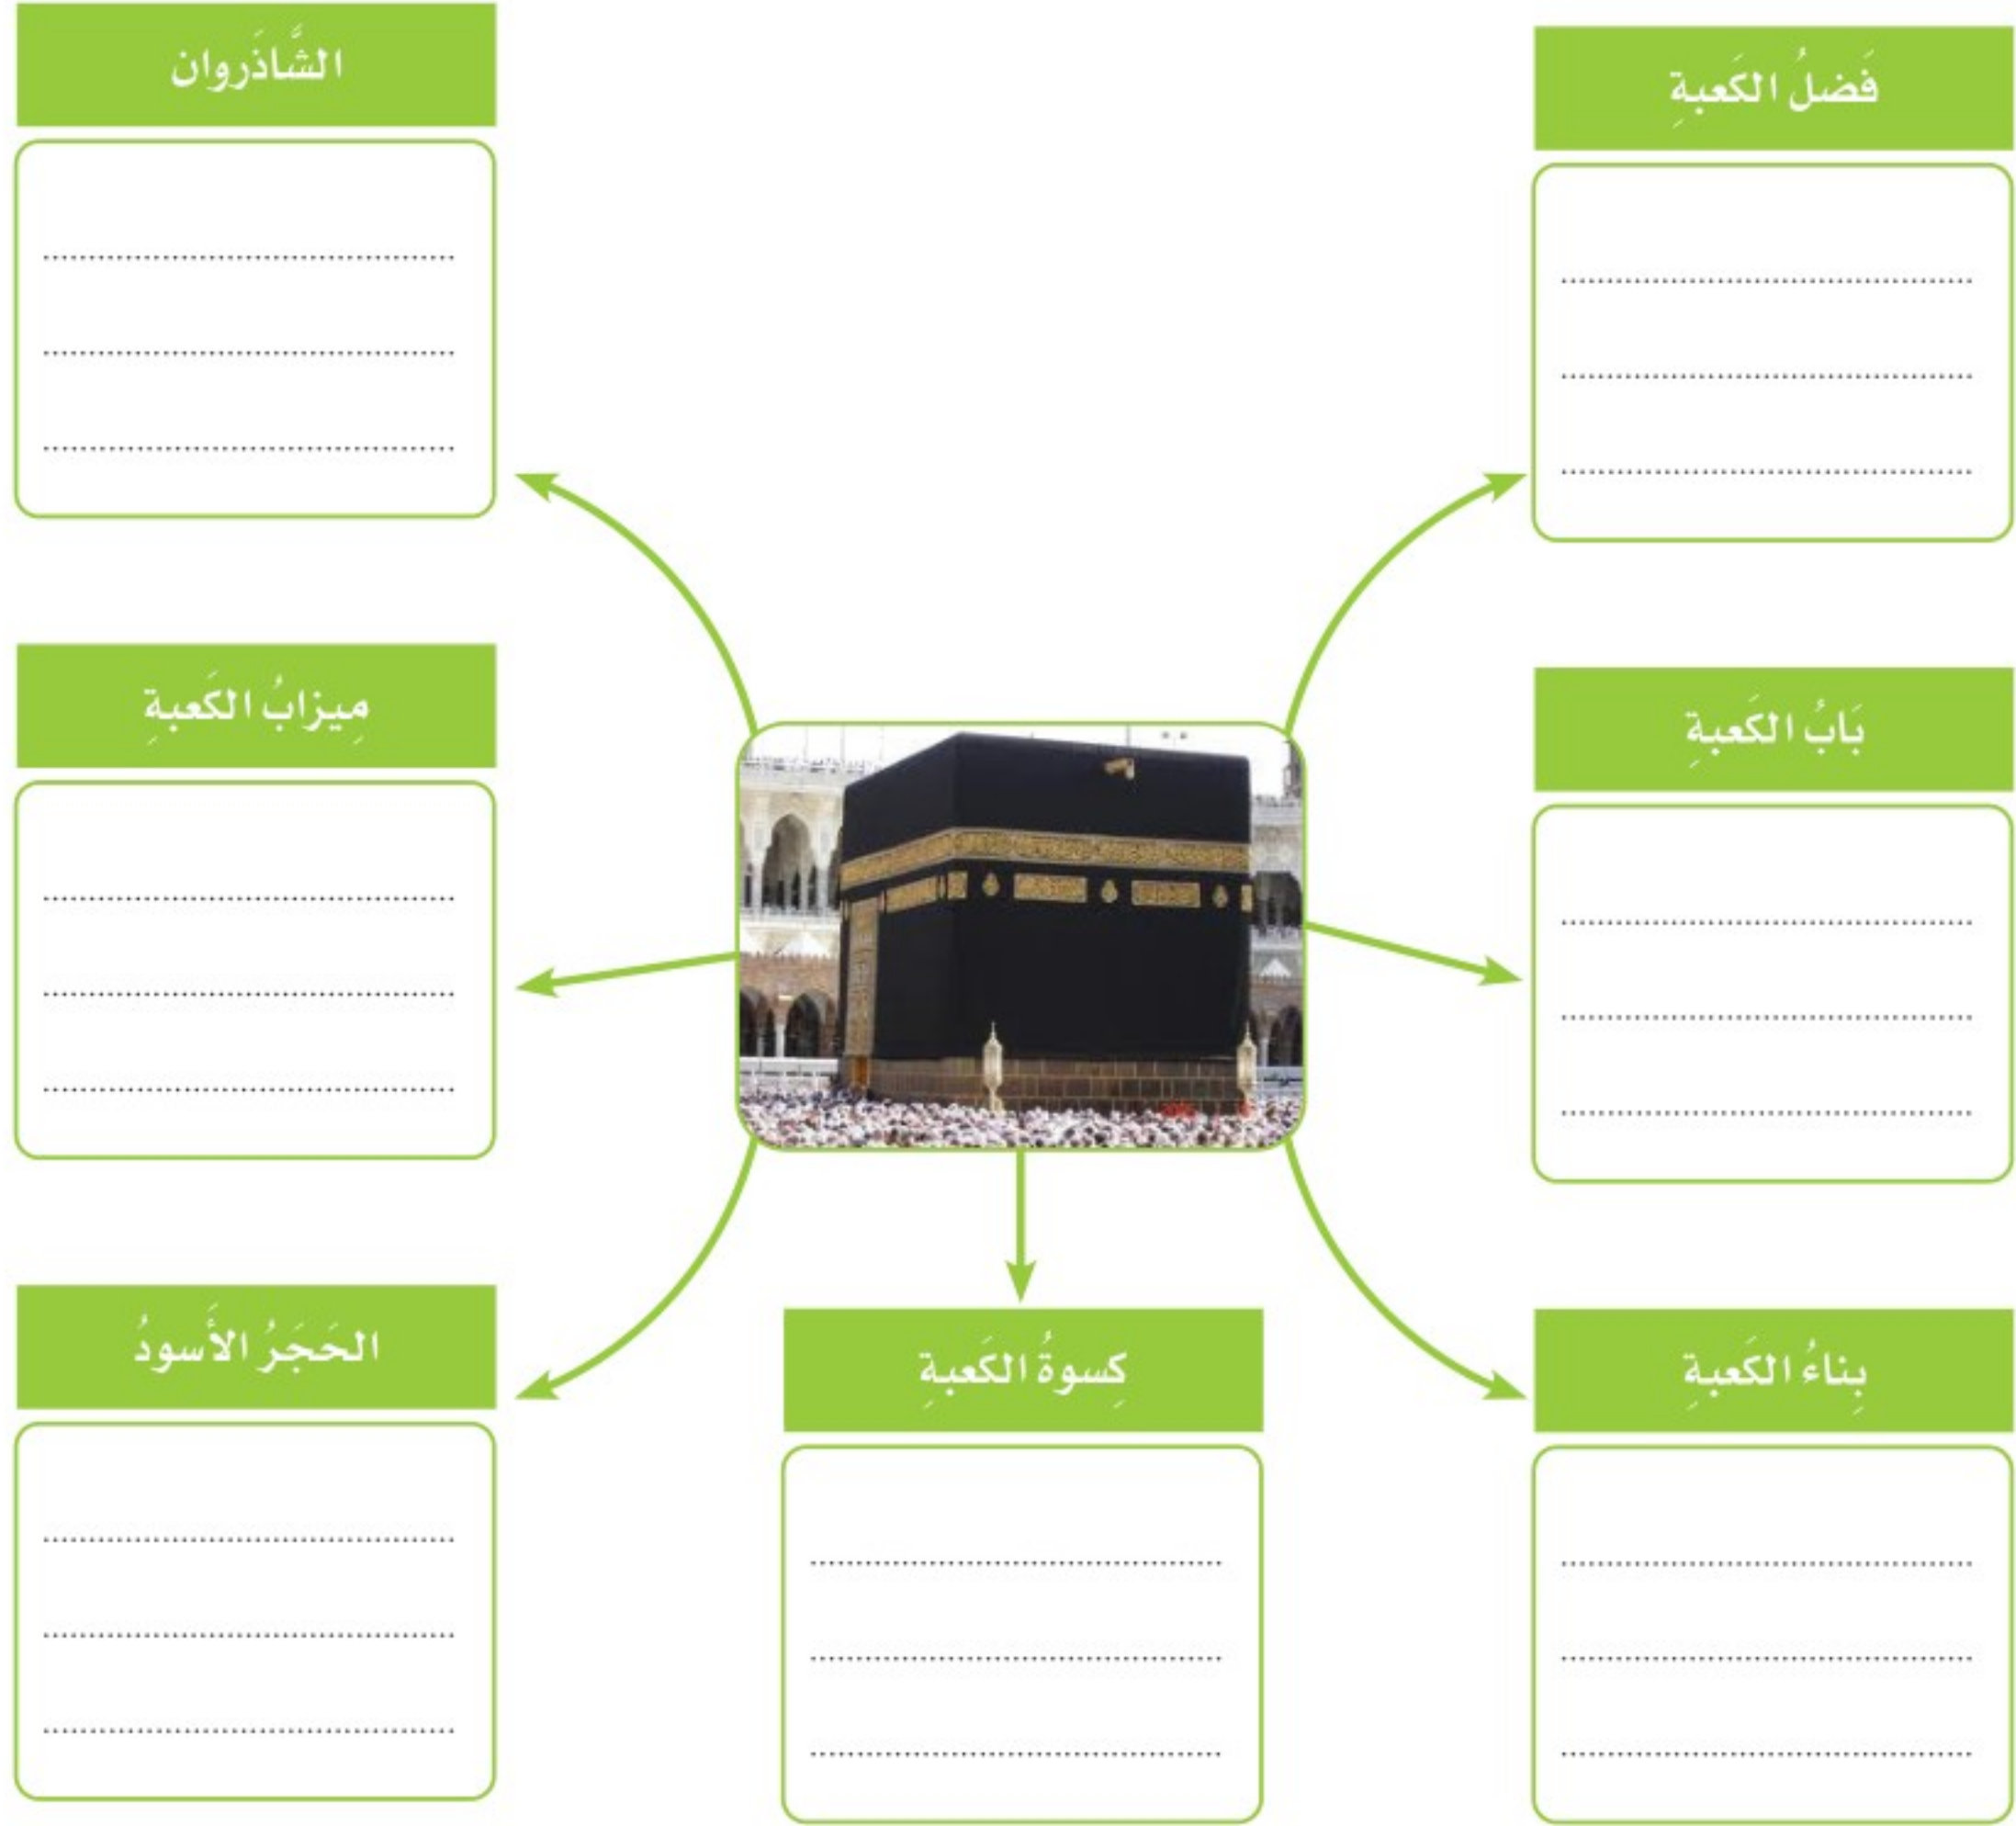 فَضلُ الكَعبةِ
الشَّاذَروان
بَابُ الكَعبةِ
مِيزابُ الكَعبةِ
بِناءُ الكَعبةِ
كِسوةُ الكَعبةِ
الحَجَرُ الأَسودُ